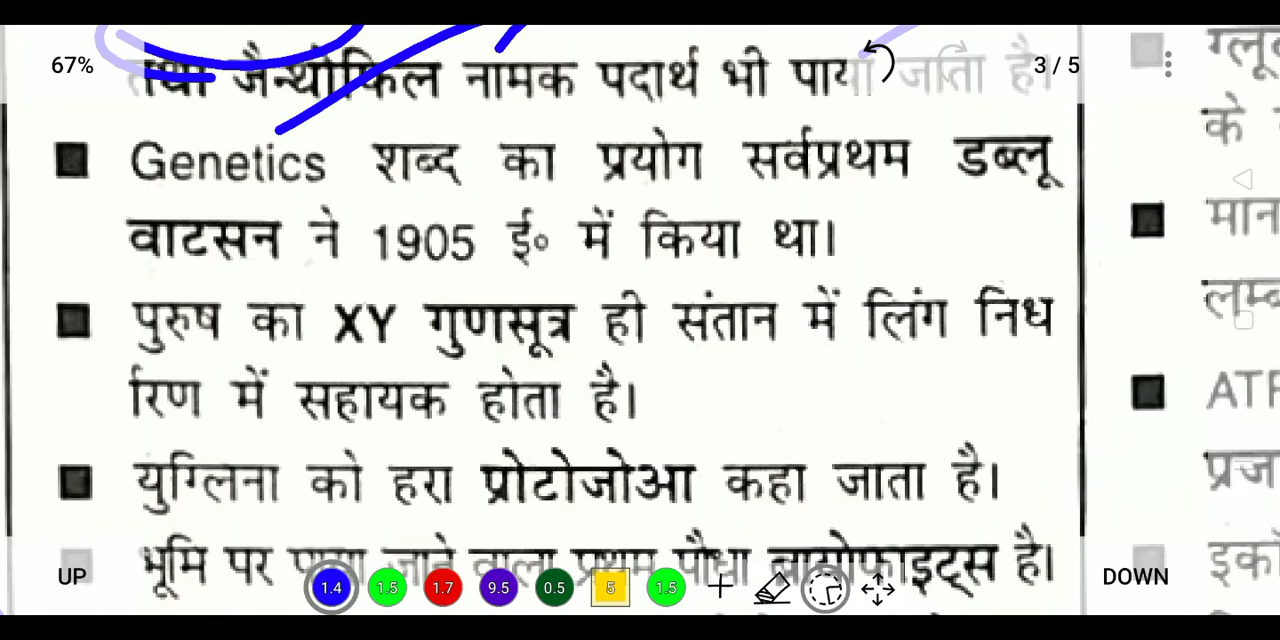 67%
तथा जैन्थोफिल नामक पदार्थ भी पाया जाता है।
3 / 5
Genetics शब्द का प्रयोग सर्वप्रथम डब्लू
वाटसन ने 1905 ई० में किया था।
पुरुष का XY गुणसूत्र ही संतान में लिंग निध
र्रिण में सहायक होता है।
युग्लिना को हरा प्रोटोजोआ कहा जाता है।
भूमि पर पाया जाने वाला प्रथम पौधा ब्रायोफाइट्स है।
UP
1.4 1.5 1.7 9.5 0.5 5 1.5
DOWN
के
मान
प्रज